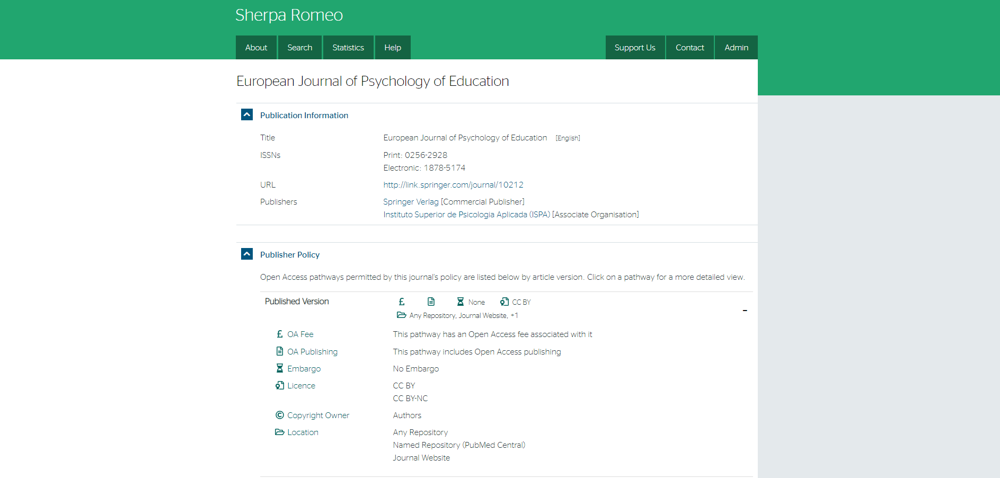 Sherpa Romeo
About Search Statistics Help Support Us Contact Admin
European Journal of Psychology of Education
Publication Information
Title European Journal of Psychology of Education [English]
ISSNs Print: 0256-2928
Electronic: 1878-5174
URL http://link.springer.com/journal/10212
Publishers Springer Verlag [Commercial Publisher]
Instituto Superior de Psicologia Aplicada (ISPA) [Associate Organisation]
Publisher Policy
Open Access pathways permitted by this journal's policy are listed below by article version. Click on a pathway for a more detailed view.
Published Version £ None CC BY
Any Repository, Journal Website, +1
£ OA Fee This pathway has an Open Access fee associated with it
OA Publishing This pathway includes Open Access publishing
Embargo No Embargo
Licence CC BY
CC BY-NC
© Copyright Owner Authors
Location Any Repository
Named Repository (PubMed Central)
Journal Website